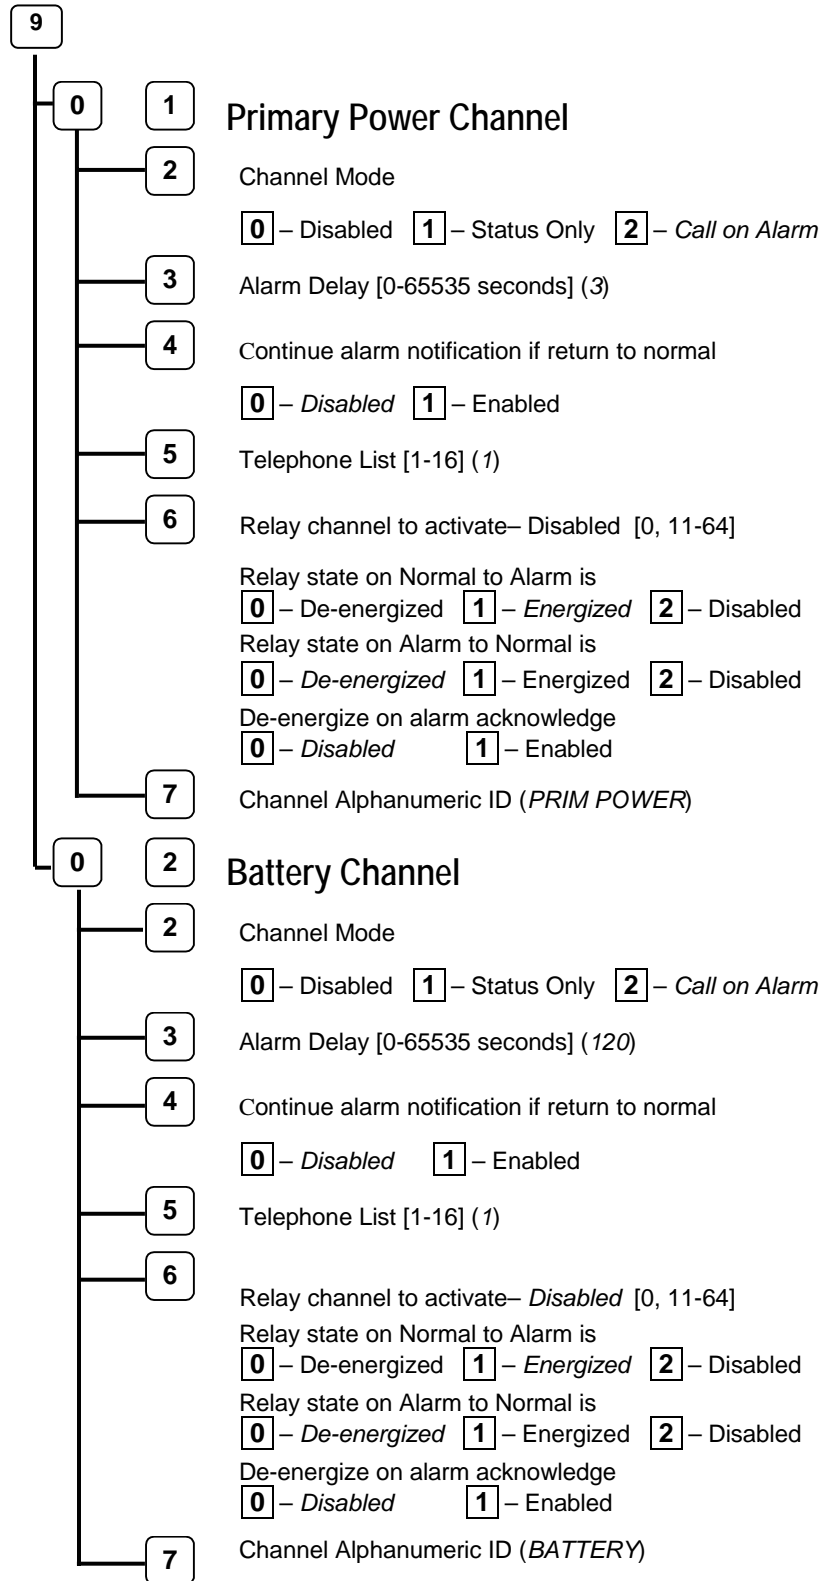 9
0 1 Primary Power Channel
2 Channel Mode
0 – Disabled 1 – Status Only 2 – Call on Alarm
3 Alarm Delay [0-65535 seconds] (3)
4 Continue alarm notification if return to normal
0 – Disabled 1 – Enabled
5 Telephone List [1-16] (1)
6 Relay channel to activate– Disabled [0, 11-64]
Relay state on Normal to Alarm is
0 – De-energized 1 – Energized 2 – Disabled
Relay state on Alarm to Normal is
0 – De-energized 1 – Energized 2 – Disabled
De-energize on alarm acknowledge
0 – Disabled 1 – Enabled
7 Channel Alphanumeric ID (PRIM POWER)
0 2 Battery Channel
2 Channel Mode
0 – Disabled 1 – Status Only 2 – Call on Alarm
3 Alarm Delay [0-65535 seconds] (120)
4 Continue alarm notification if return to normal
0 – Disabled 1 – Enabled
5 Telephone List [1-16] (1)
6 Relay channel to activate– Disabled [0, 11-64]
Relay state on Normal to Alarm is
0 – De-energized 1 – Energized 2 – Disabled
Relay state on Alarm to Normal is
0 – De-energized 1 – Energized 2 – Disabled
De-energize on alarm acknowledge
0 – Disabled 1 – Enabled
7 Channel Alphanumeric ID (BATTERY)